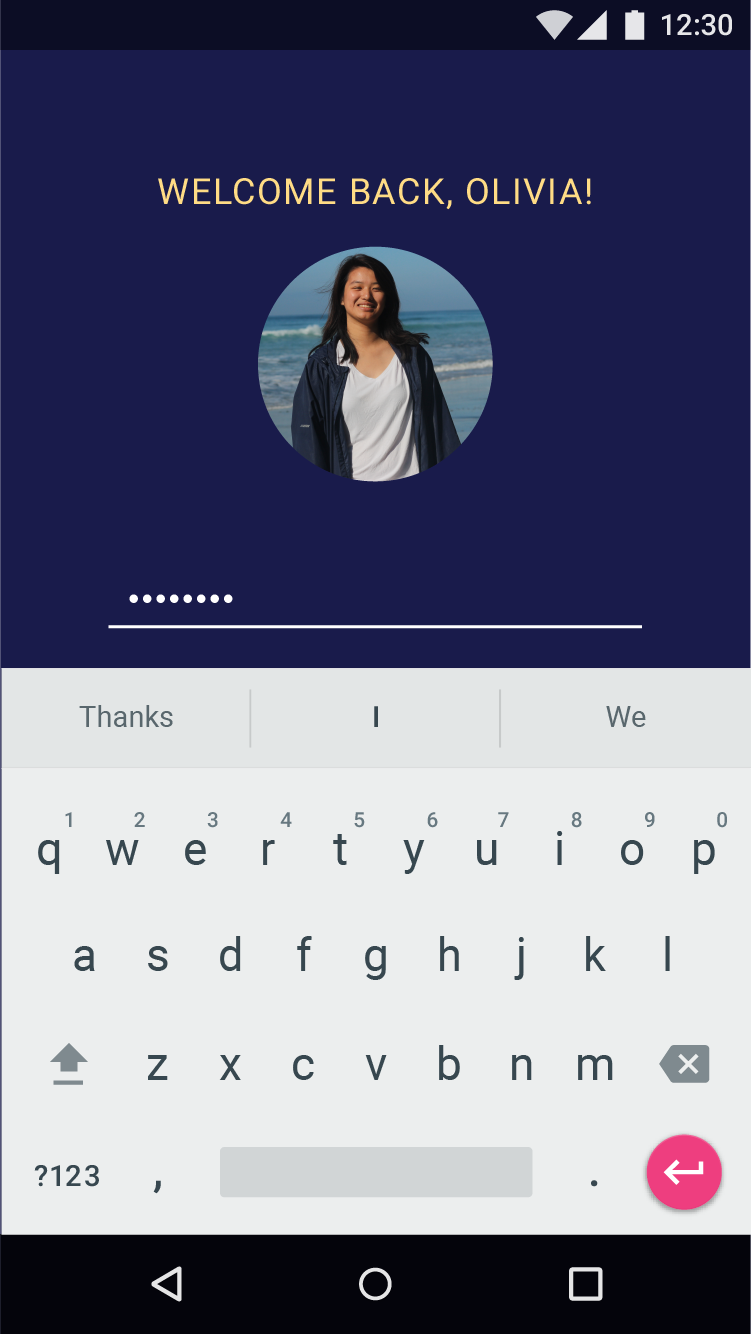 12:30
WELCOME BACK, OLIVIA!
••••••••
Thanks I We
1 2 3 4 5 6 7 8 9 0
q w e r t y u i o p
a s d f g h j k l
z x c v b n m
?123 , .